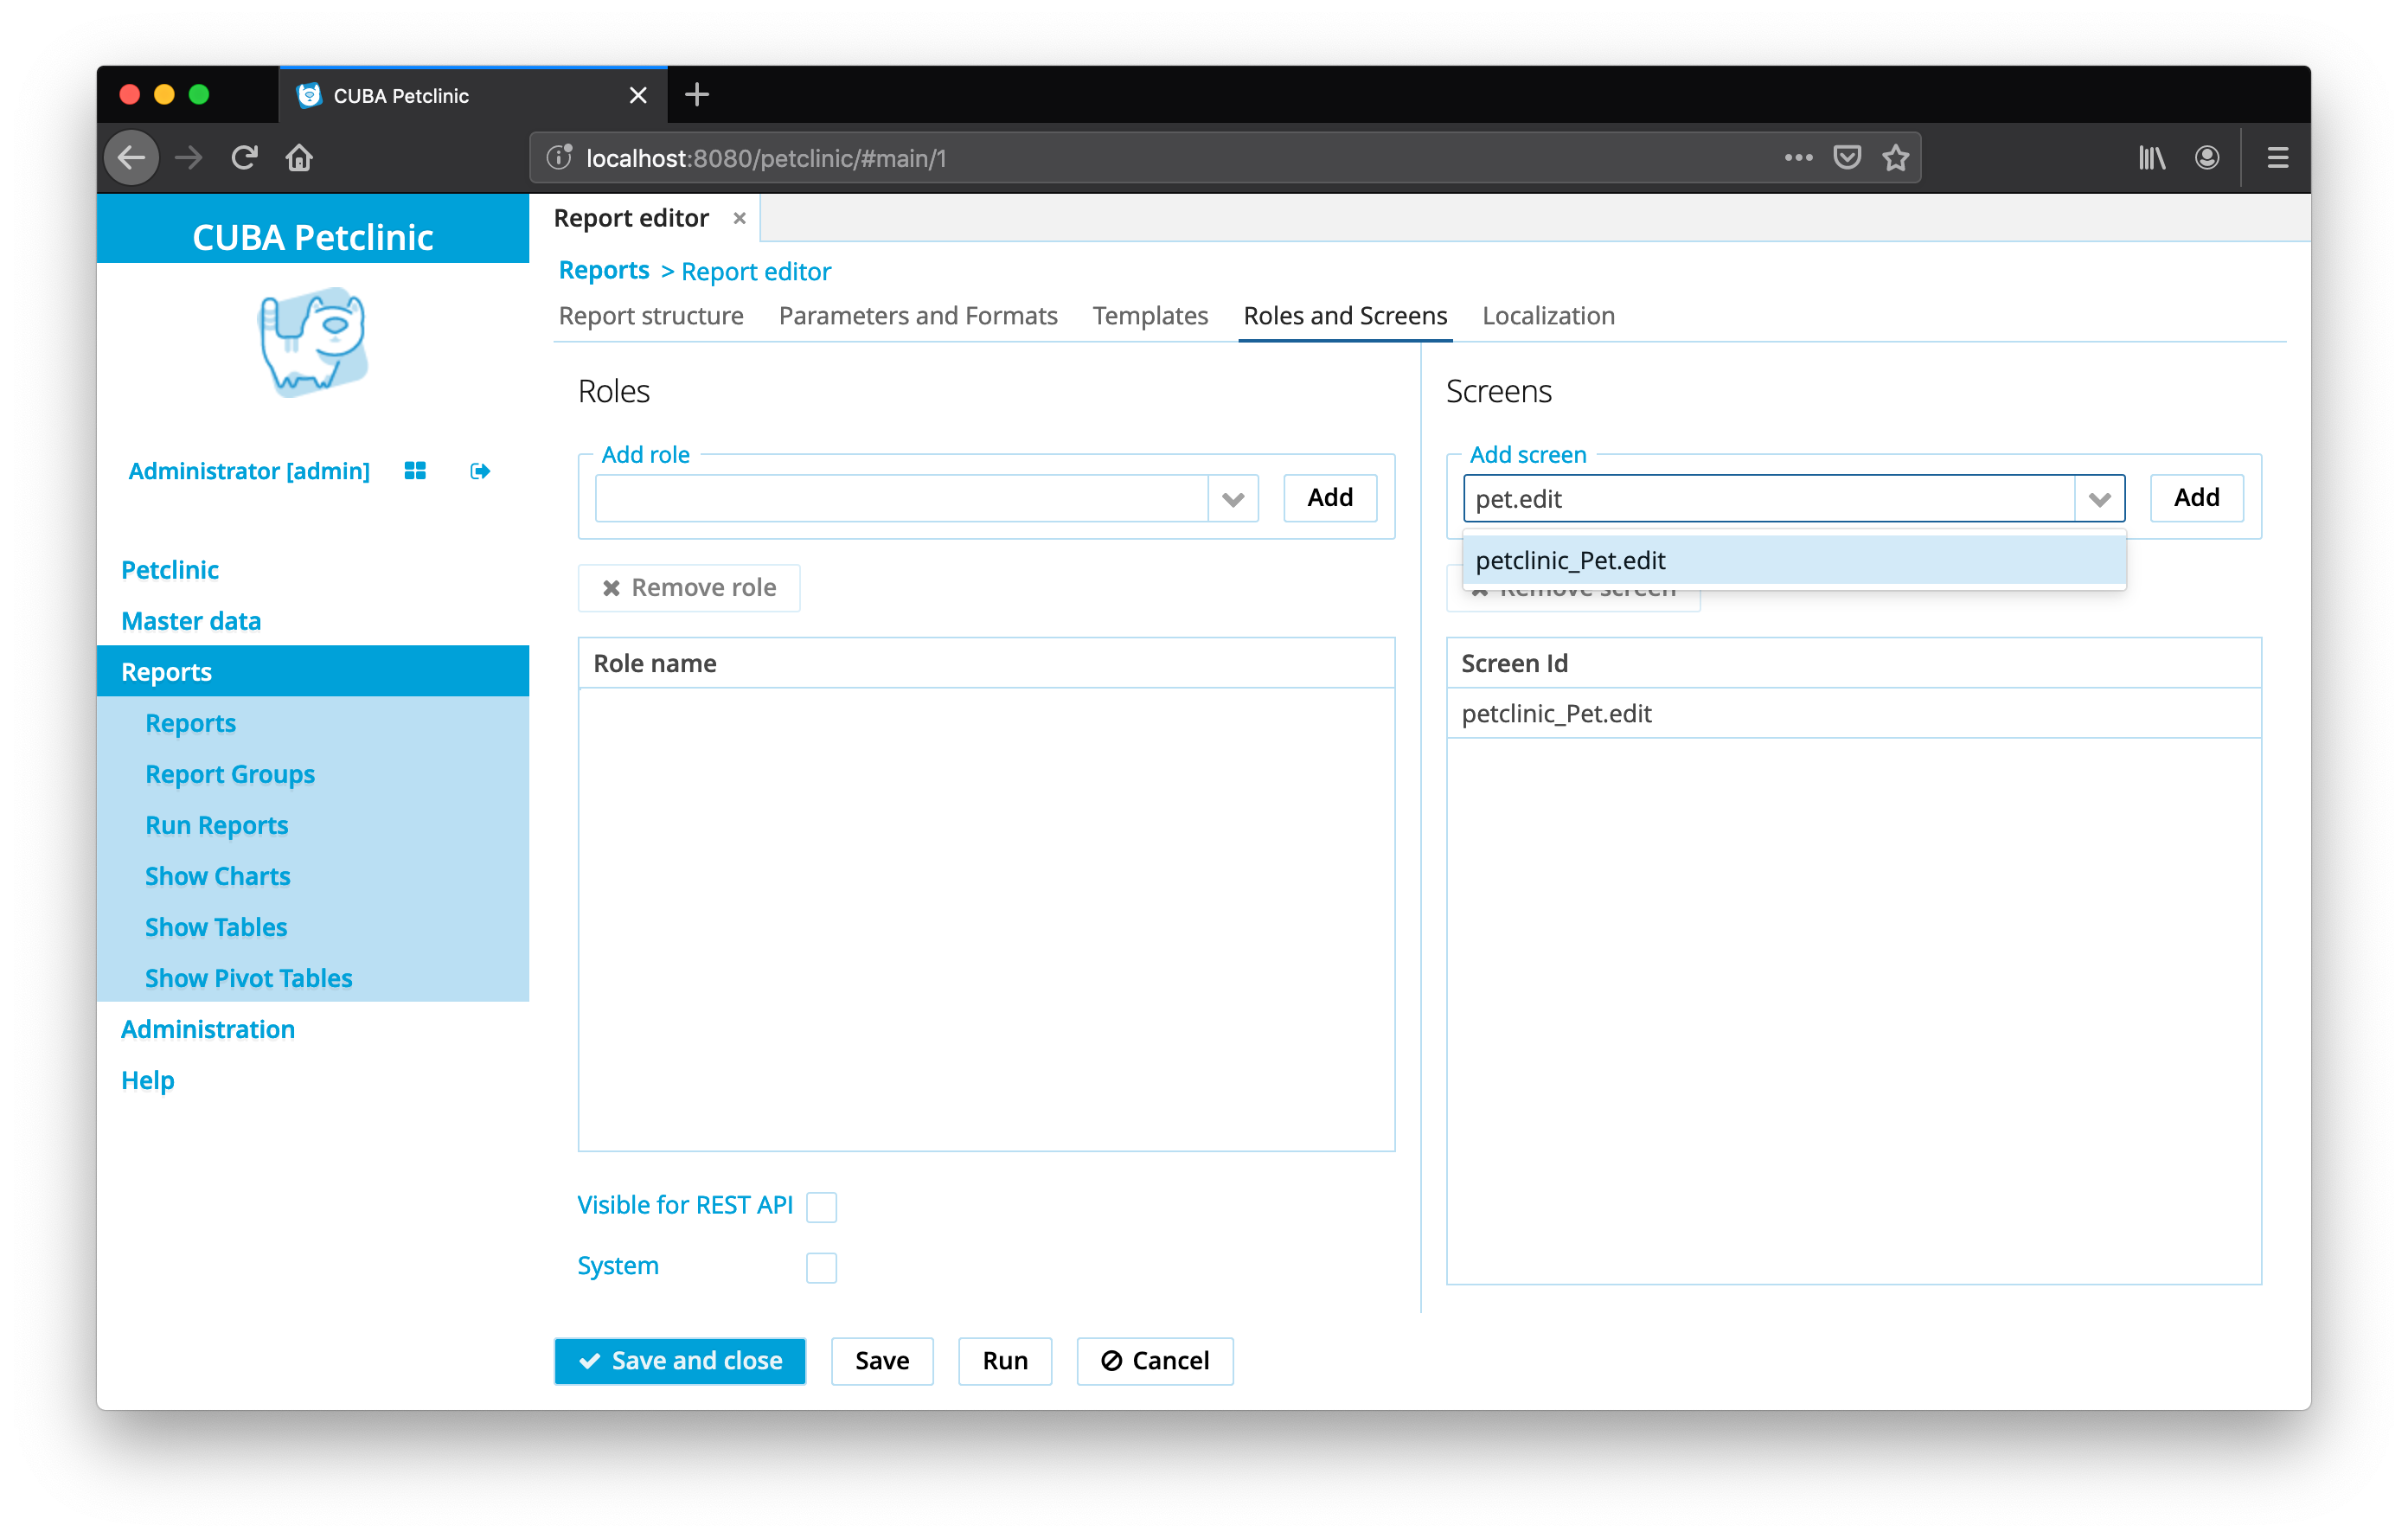 CUBA Petclinic
localhost:8080/petclinic/#main/1
CUBA Petclinic
Administrator [admin]
Petclinic
Master data
Reports
Reports
Report Groups
Run Reports
Show Charts
Show Tables
Show Pivot Tables
Administration
Help
Report editor
Reports > Report editor
Report structure Parameters and Formats Templates Roles and Screens Localization
Roles
Add role
Add
Remove role
Role name
Visible for REST API
System
Screens
Add screen
pet.edit
Add
petclinic_Pet.edit
Remove screen
Screen Id
petclinic_Pet.edit
Save and close Save Run Cancel